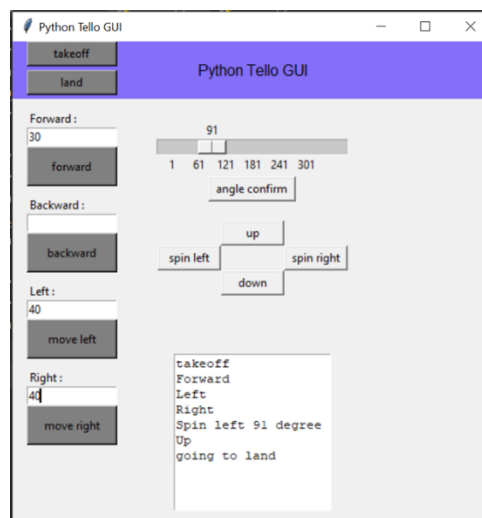 Python Tello GUI
takeoff
land
Python Tello GUI
Forward :
30
forward
Backward :
backward
Left :
40
move left
Right :
40
move right
91
1 61 121 181 241 301
angle confirm
up
spin left spin right
down
takeoff
Forward
Left
Right
Spin left 91 degree
Up
going to land